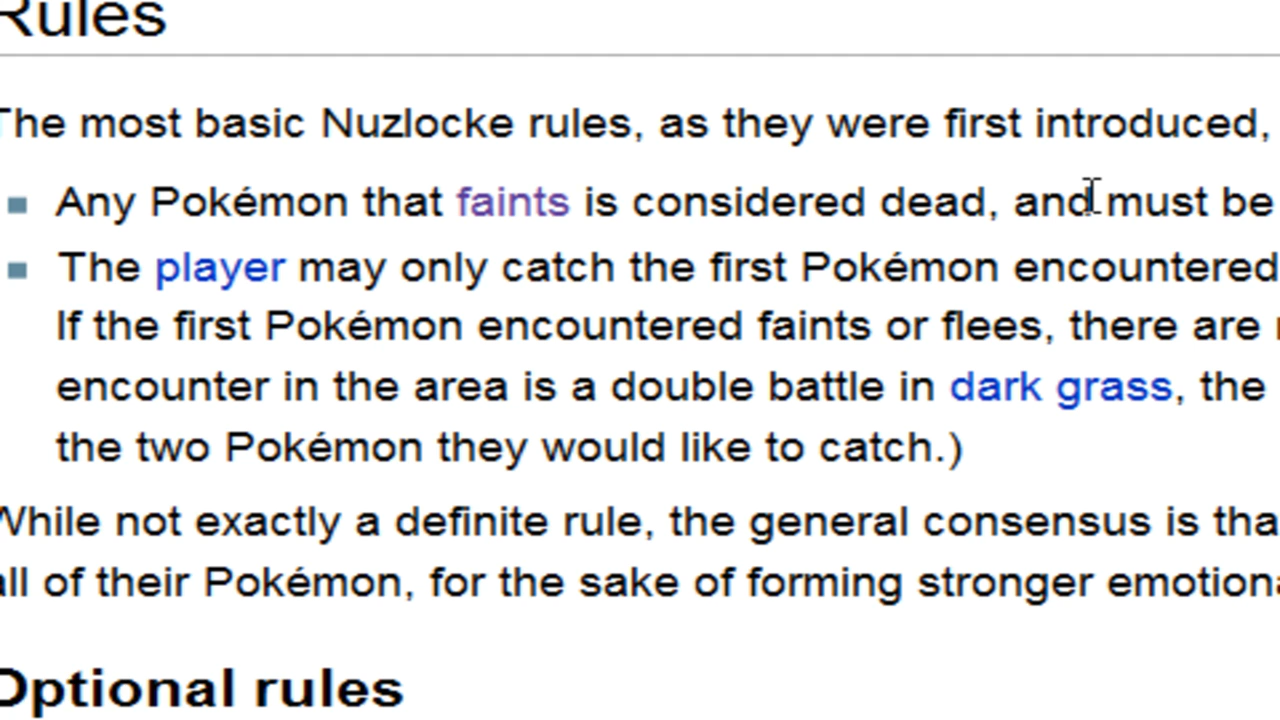 Rules
The most basic Nuzlocke rules, as they were first introduced,
Any Pokémon that faints is considered dead, and must be
The player may only catch the first Pokémon encountered
If the first Pokémon encountered faints or flees, there are
encounter in the area is a double battle in dark grass, the
the two Pokémon they would like to catch.)
While not exactly a definite rule, the general consensus is
all of their Pokémon, for the sake of forming stronger
Optional rules